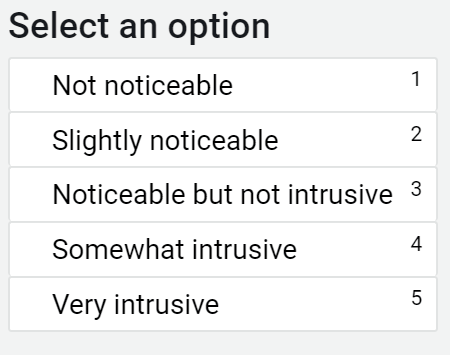 Select an option
Not noticeable 1
Slightly noticeable 2
Noticeable but not intrusive 3
Somewhat intrusive 4
Very intrusive 5